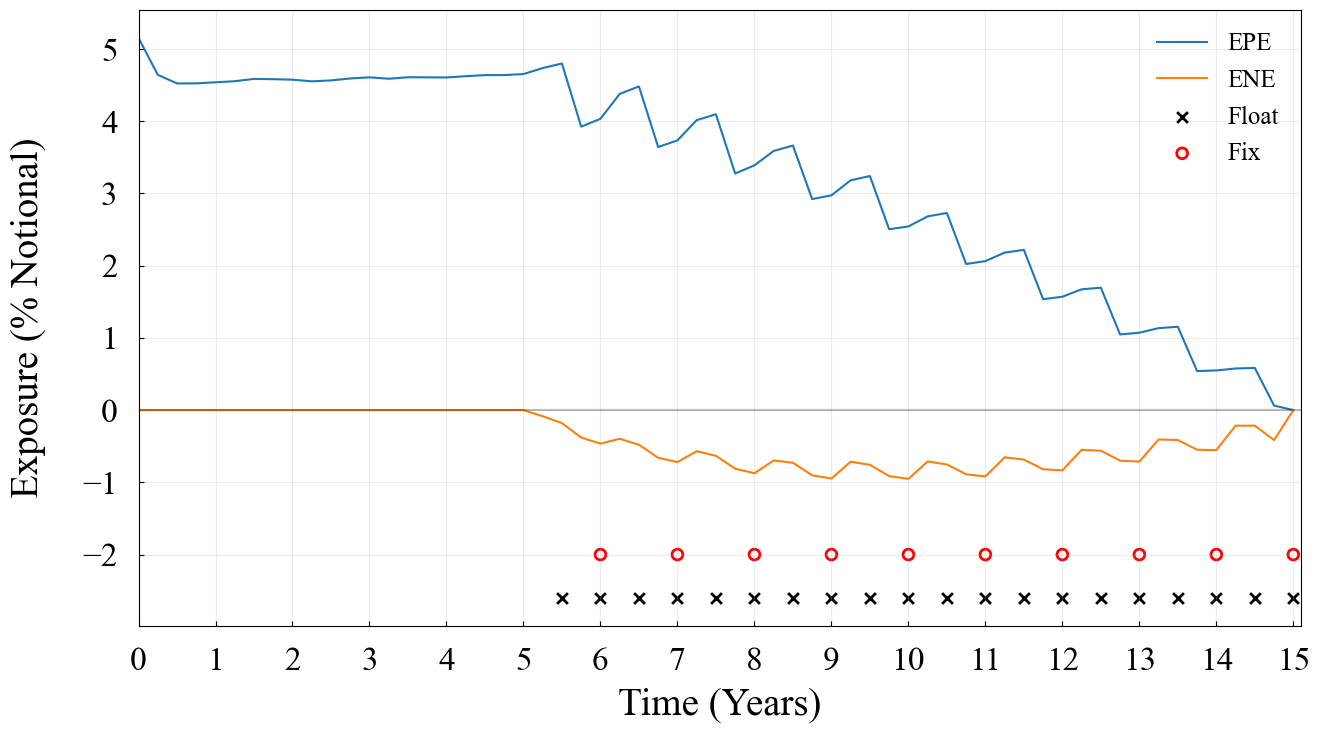 Exposure (% Notional)
5
4
3
2
1
0
−1
−2
EPE
ENE
Float
Fix
0 1 2 3 4 5 6 7 8 9 10 11 12 13 14 15
Time (Years)